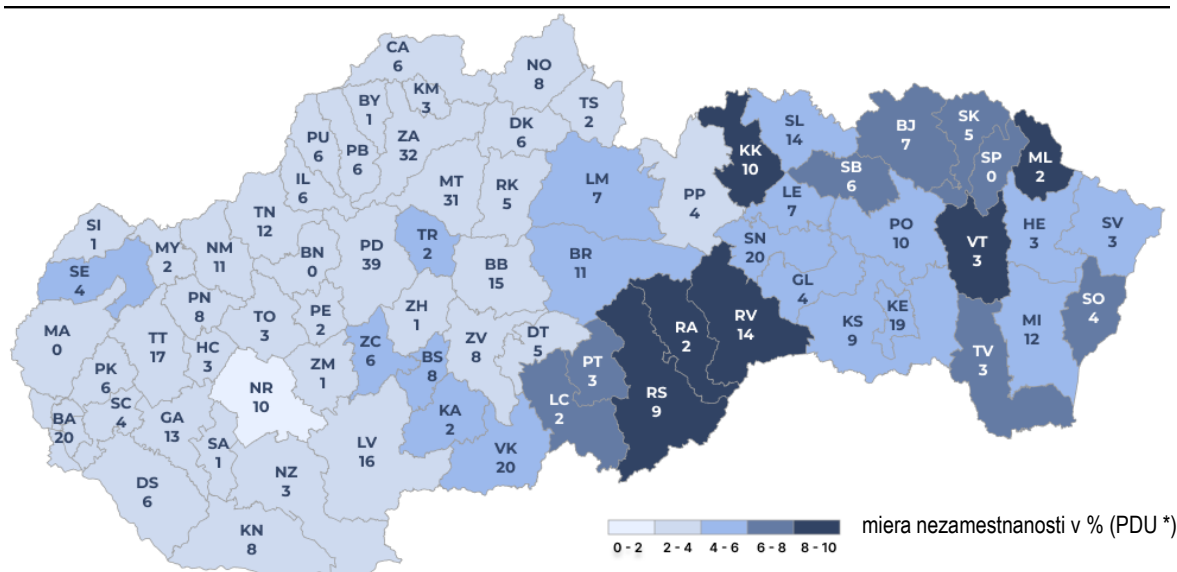 CA
6
NO
8
KM
3
BY
1
TS
2
PU
6
PB
6
ZA
32
DK
6
SL
14
BJ
7
SK
5
KK
10
SP
0
ML
2
IL
6
MT
31
RK
5
LM
7
PP
4
SB
6
LE
7
TN
12
SI
1
MY
2
NM
11
BN
0
PD
39
TR
2
BB
15
BR
11
SN
20
PO
10
VT
3
HE
3
SV
3
SE
4
PN
8
TO
3
PE
2
ZH
1
GL
4
KE
19
SO
4
MA
0
TT
17
HC
3
ZM
1
ZC
6
BS
8
ZV
8
DT
5
RA
2
RV
14
KS
9
MI
12
PK
6
NR
10
PT
3
TV
3
SC
4
BA
20
GA
13
KA
2
LC
2
RS
9
SA
1
LV
16
VK
20
NZ
3
DS
6
KN
8
miera nezamestnanosti v % (PDU *)
0 - 2 2 - 4 4 - 6 6 - 8 8 - 10